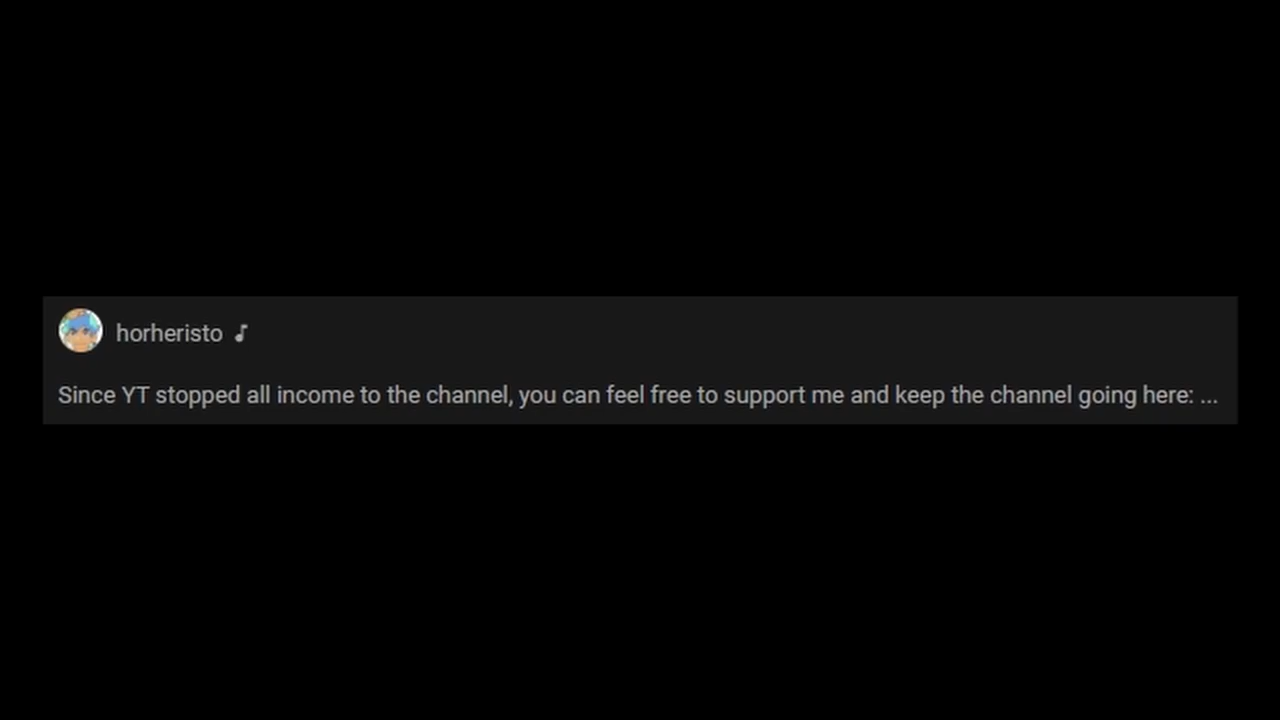 horheristo ♪
Since YT stopped all income to the channel, you can feel free to support me and keep the channel going here: ...